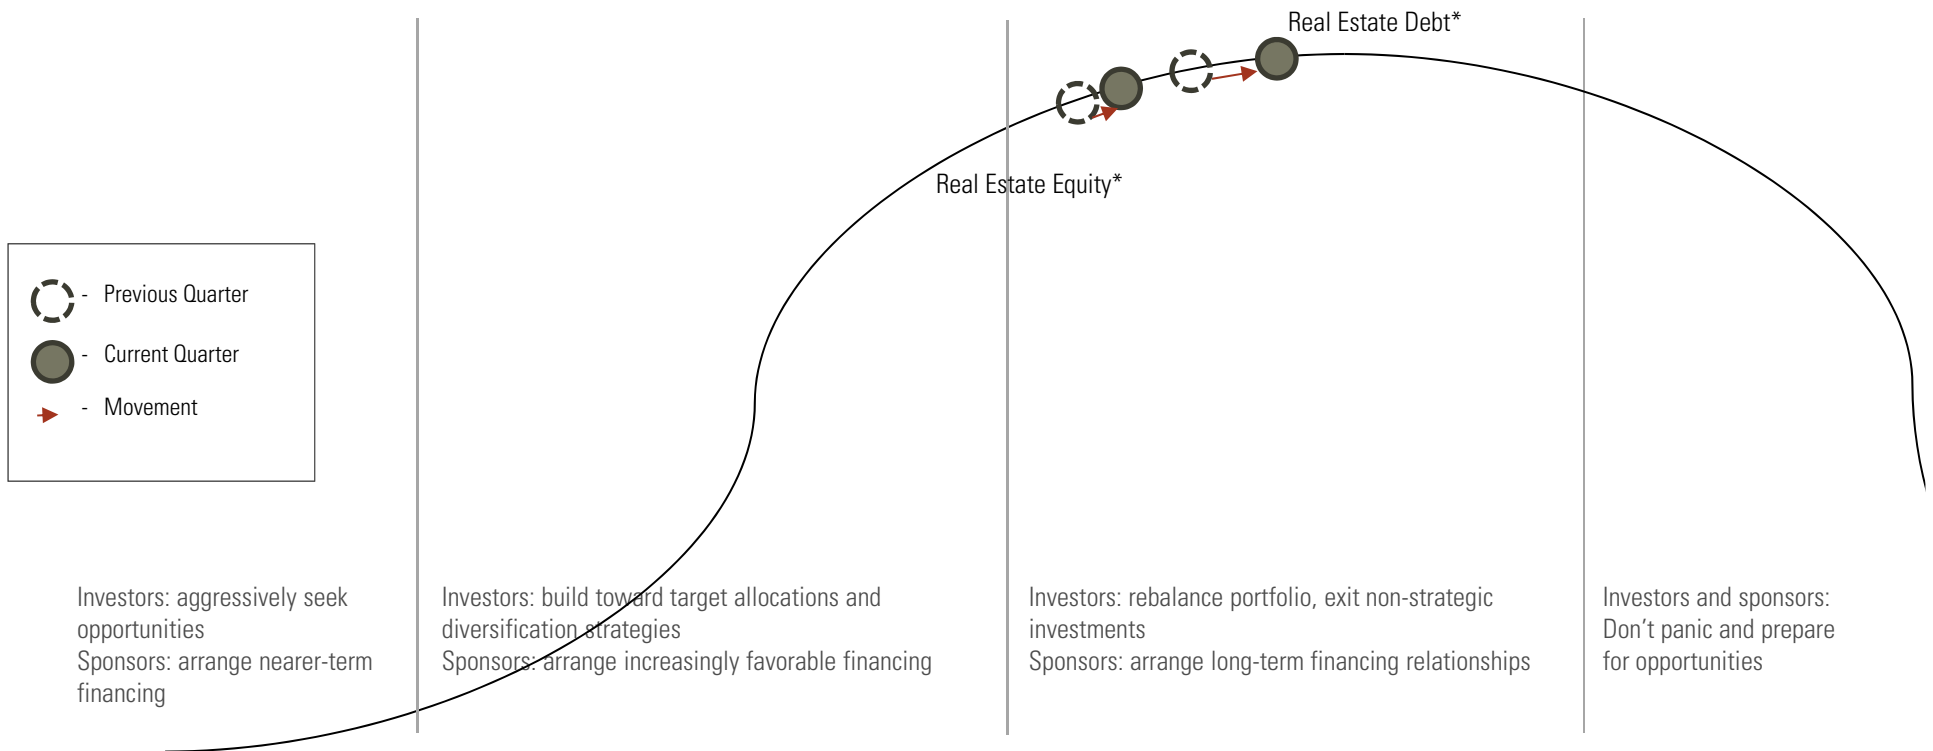 Real Estate Debt*
Real Estate Equity*
- Previous Quarter
- Current Quarter
- Movement
Investors: aggressively seek
opportunities
Sponsors: arrange nearer-term
financing
Investors: build toward target allocations and
diversification strategies
Sponsors: arrange increasingly favorable financing
Investors: rebalance portfolio, exit non-strategic
investments
Sponsors: arrange long-term financing relationships
Investors and sponsors:
Don’t panic and prepare
for opportunities